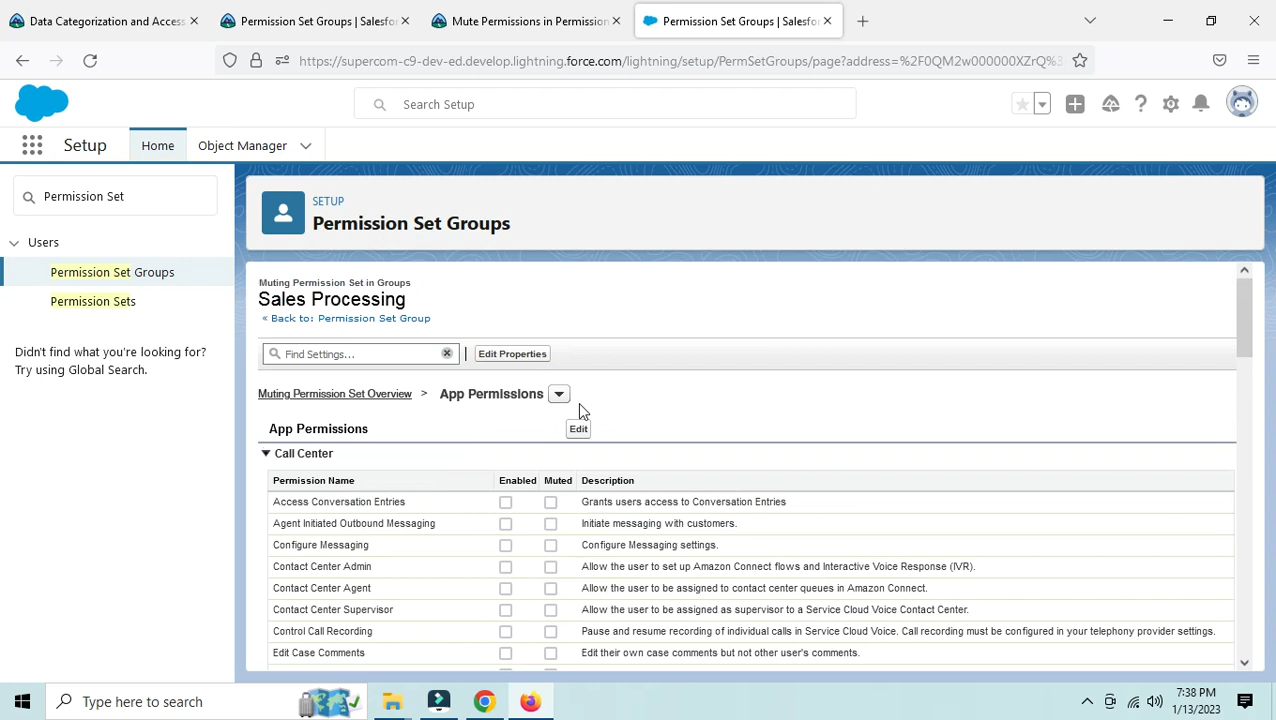 Data Categorization and Access
Permission Set Groups | Salesfor
Mute Permissions in Permission
Permission Set Groups | Salesfor
https://supercom-c9-dev-ed.develop.lightning.force.com/lightning/setup/PermSetGroups/page?address=%2F0QM2w000000XZrQ%3
Search Setup
Setup
Home
Object Manager
Permission Set
Users
Permission Set Groups
Permission Sets
Didn't find what you're looking for?
Try using Global Search.
SETUP
Permission Set Groups
Muting Permission Set in Groups
Sales Processing
« Back to: Permission Set Group
Find Settings...
Edit Properties
Muting Permission Set Overview > App Permissions
App Permissions
Edit
Call Center
Permission Name Enabled Muted Description
Access Conversation Entries Grants users access to Conversation Entries
Agent Initiated Outbound Messaging Initiate messaging with customers.
Configure Messaging Configure Messaging settings.
Contact Center Admin Allow the user to set up Amazon Connect flows and Interactive Voice Response (IVR).
Contact Center Agent Allow the user to be assigned to contact center queues in Amazon Connect.
Contact Center Supervisor Allow the user to be assigned as supervisor to a Service Cloud Voice Contact Center.
Control Call Recording Pause and resume recording of individual calls in Service Cloud Voice. Call recording must be configured in your telephony provider settings.
Edit Case Comments Edit their own case comments but not other user's comments.
Type here to search
7:38 PM
1/13/2023